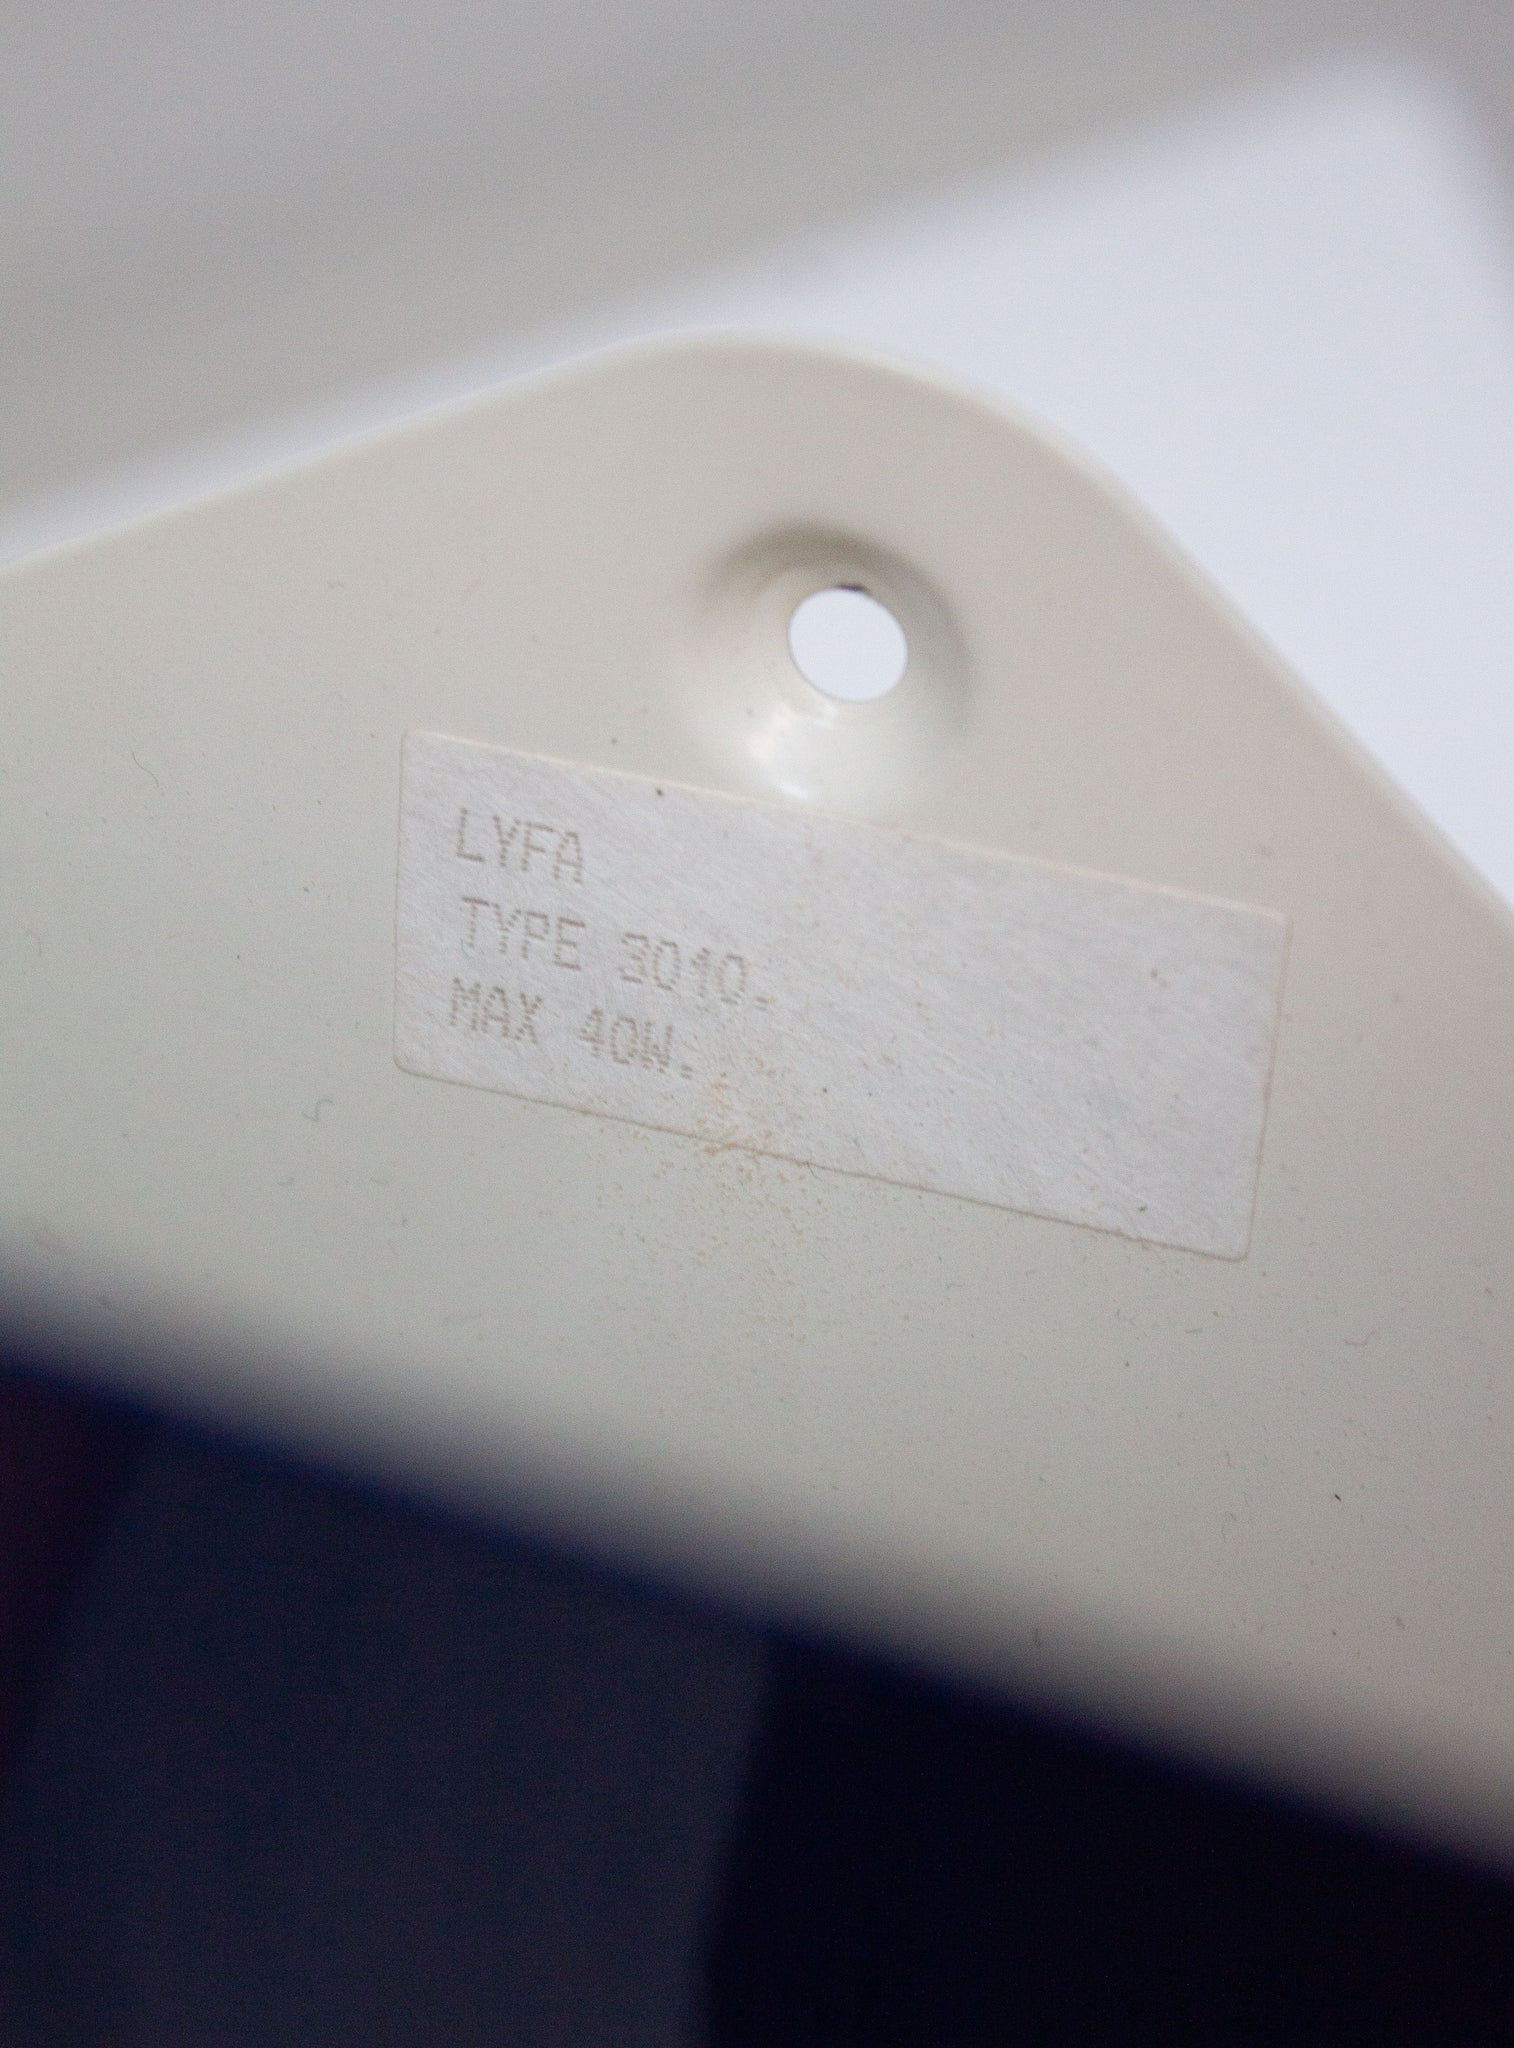 LYFA
TYPE 3010.
MAX 40W.